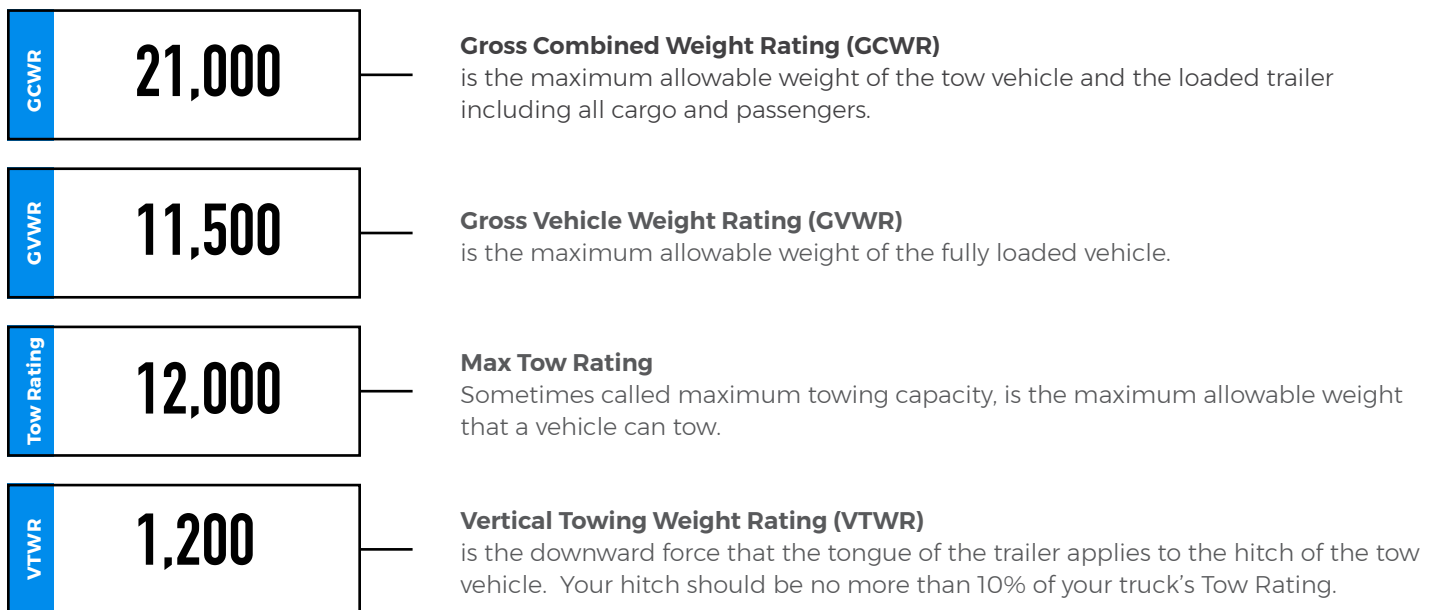 GCWR
21,000
Gross Combined Weight Rating (GCWR)
is the maximum allowable weight of the tow vehicle and the loaded trailer
including all cargo and passengers.
GVWR
11,500
Gross Vehicle Weight Rating (GVWR)
is the maximum allowable weight of the fully loaded vehicle.
Tow Rating
12,000
Max Tow Rating
Sometimes called maximum towing capacity, is the maximum allowable weight
that a vehicle can tow.
VTWR
1,200
Vertical Towing Weight Rating (VTWR)
is the downward force that the tongue of the trailer applies to the hitch of the tow
vehicle.  Your hitch should be no more than 10% of your truck’s Tow Rating.